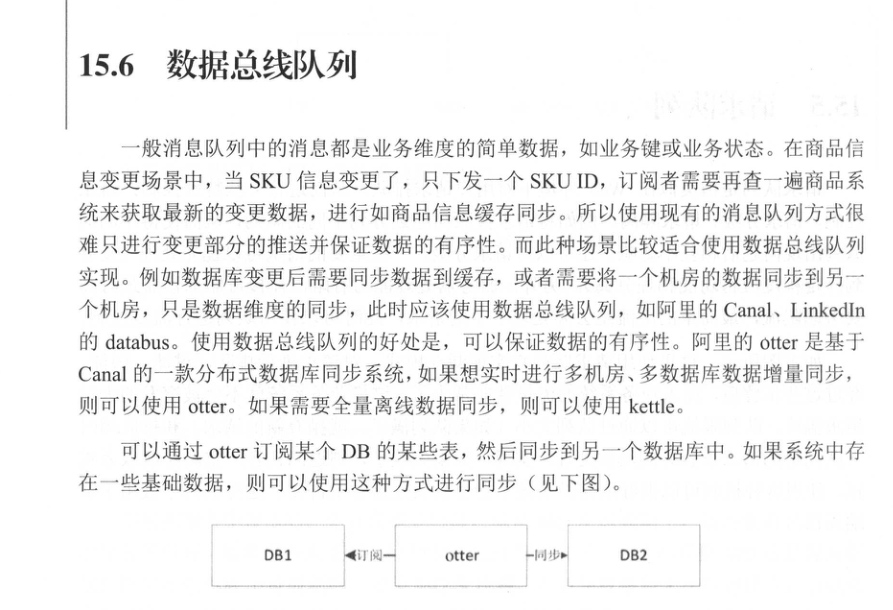 15.6 数据总线队列
一般消息队列中的消息都是业务维度的简单数据，如业务键或业务状态。在商品信
息变更场景中，当 SKU 信息变更了，只下发一个 SKU ID，订阅者需要再查一遍商品系
统来获取最新的变更数据，进行如商品信息缓存同步。所以使用现有的消息队列方式很
难只进行变更部分的推送并保证数据的有序性。而此种场景比较适合使用数据总线队列
实现。例如数据库变更后需要同步数据到缓存，或者需要将一个机房的数据同步到另一
个机房，只是数据维度的同步，此时应该使用数据总线队列，如阿里的 Canal、LinkedIn
的 databus。使用数据总线队列的好处是，可以保证数据的有序性。阿里的 otter 是基于
Canal 的一款分布式数据库同步系统，如果想实时进行多机房、多数据库数据增量同步，
则可以使用 otter。如果需要全量离线数据同步，则可以使用 kettle。
可以通过 otter 订阅某个 DB 的某些表，然后同步到另一个数据库中。如果系统中存
在一些基础数据，则可以使用这种方式进行同步（见下图）。
DB1 订阅 otter 同步 DB2